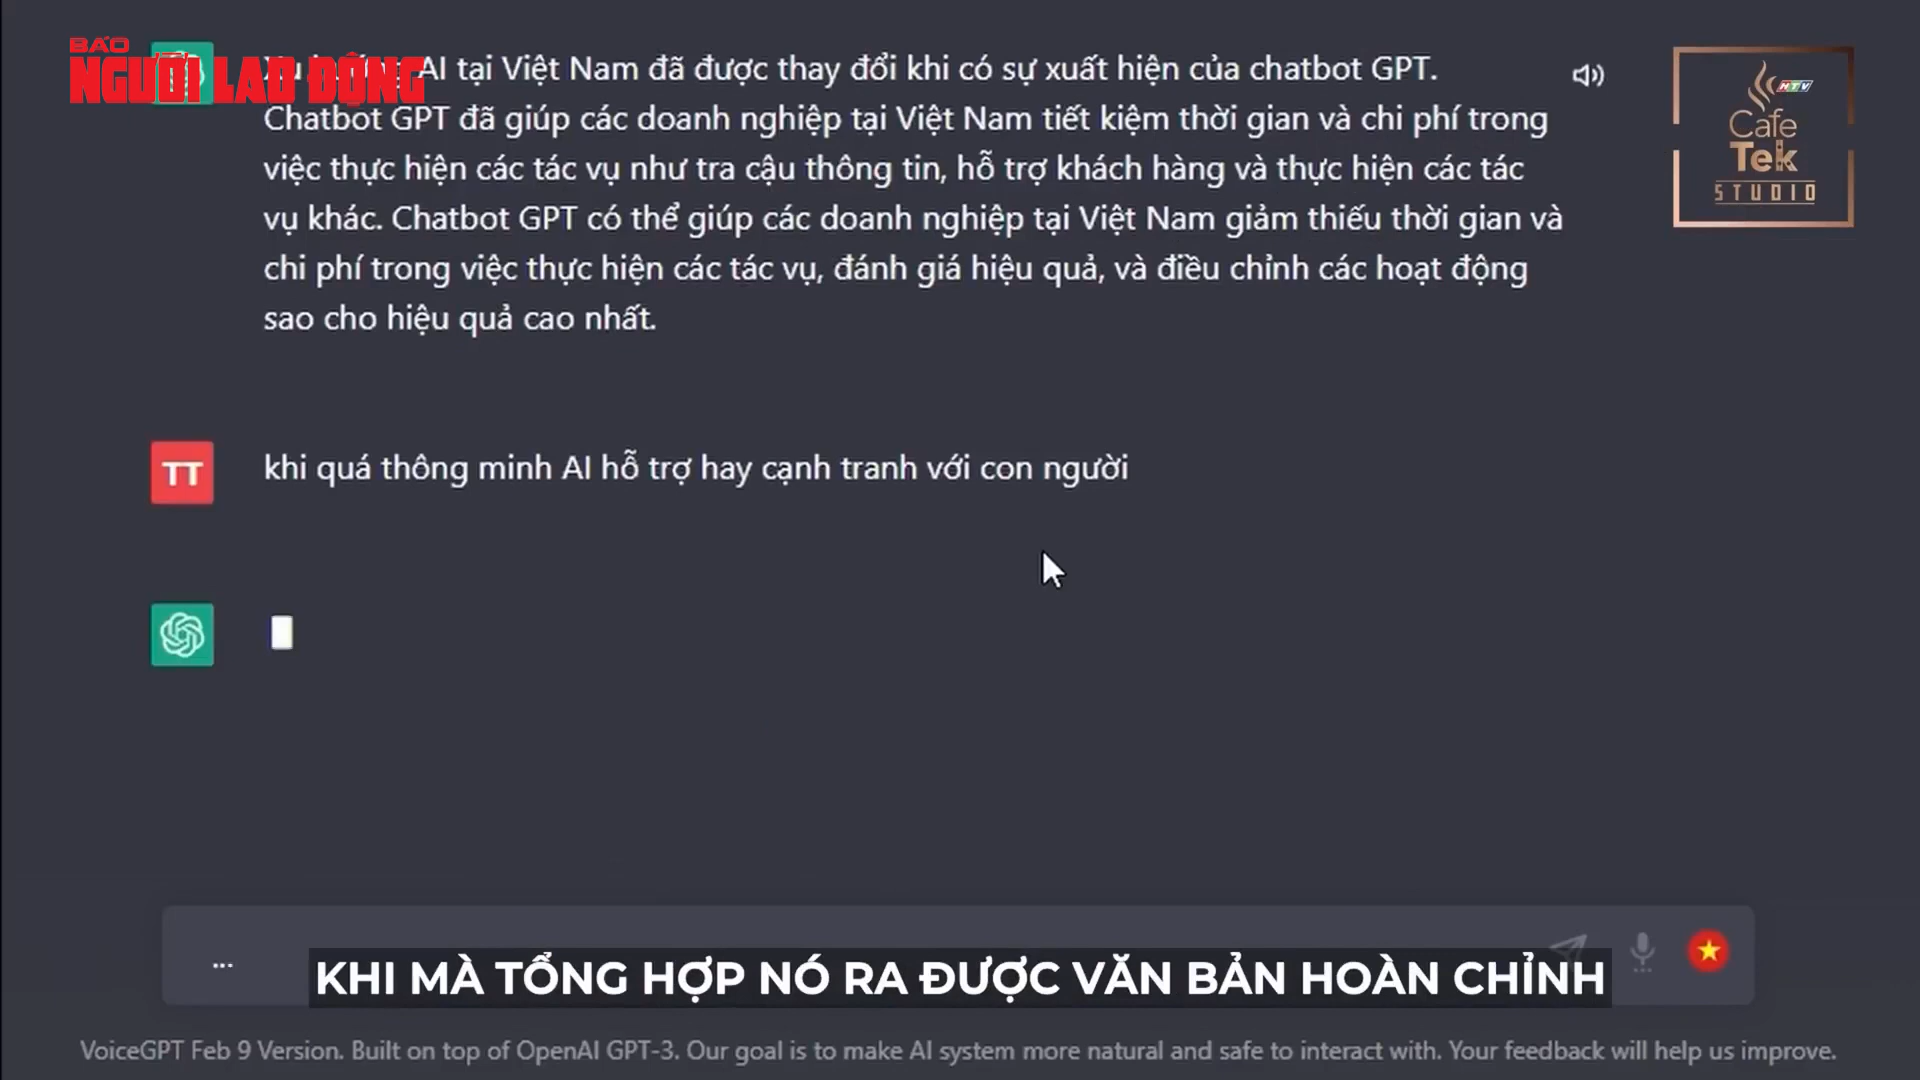 BÁO
NGƯỜI LAO ĐỘNG
AI tại Việt Nam đã được thay đổi khi có sự xuất hiện của chatbot GPT.
Chatbot GPT đã giúp các doanh nghiệp tại Việt Nam tiết kiệm thời gian và chi phí trong
việc thực hiện các tác vụ như tra cậu thông tin, hỗ trợ khách hàng và thực hiện các tác
vụ khác. Chatbot GPT có thể giúp các doanh nghiệp tại Việt Nam giảm thiếu thời gian và
chi phí trong việc thực hiện các tác vụ, đánh giá hiệu quả, và điều chỉnh các hoạt động
sao cho hiệu quả cao nhất.
HTV
Cafe
Tek
STUDIO
TT
khi quá thông minh AI hỗ trợ hay cạnh tranh với con người
...
KHI MÀ TỔNG HỢP NÓ RA ĐƯỢC VĂN BẢN HOÀN CHỈNH
VoiceGPT Feb 9 Version. Built on top of OpenAI GPT-3. Our goal is to make AI system more natural and safe to interact with. Your feedback will help us improve.